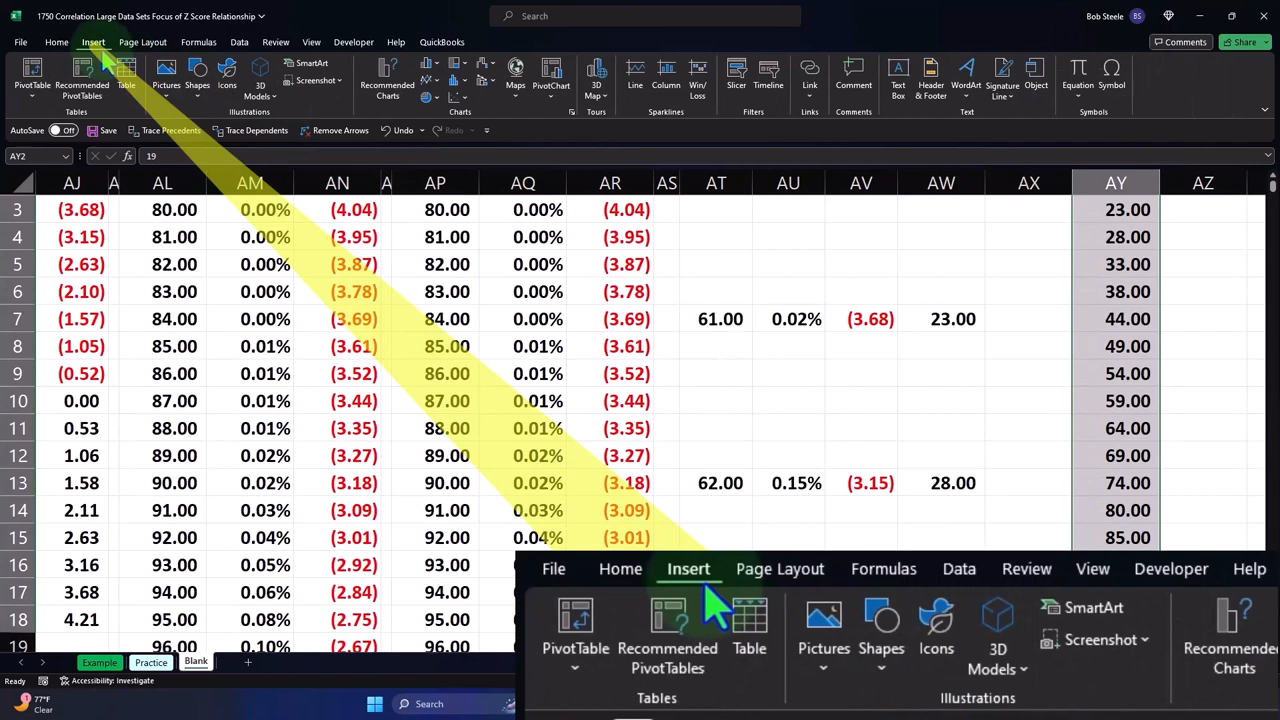 1750 Correlation Large Data Sets Focus of Z Score Relationship
Search
Bob Steele BS
File Home Insert Page Layout Formulas Data Review View Developer Help QuickBooks
Comments Share
PivotTable Recommended PivotTables Table Pictures Shapes Icons 3D Models SmartArt Screenshot Recommended Charts Maps PivotChart 3D Map Line Column Win/Loss Slicer Timeline Link Comment Text Box Header & Footer WordArt Signature Line Object Equation Symbol
Tables Illustrations Charts Tours Sparklines Filters Links Comments Text Symbols
AutoSave Off Save Trace Precedents Trace Dependents Remove Arrows Undo Redo
AY2 fx 19
AJ A AL AM AN A AP AQ AR AS AT AU AV AW AX AY AZ
3 (3.68) 80.00 0.00% (4.04) 80.00 0.00% (4.04) 23.00
4 (3.15) 81.00 0.00% (3.95) 81.00 0.00% (3.95) 28.00
5 (2.63) 82.00 0.00% (3.87) 82.00 0.00% (3.87) 33.00
6 (2.10) 83.00 0.00% (3.78) 83.00 0.00% (3.78) 38.00
7 (1.57) 84.00 0.00% (3.69) 84.00 0.00% (3.69) 61.00 0.02% (3.68) 23.00 44.00
8 (1.05) 85.00 0.01% (3.61) 85.00 0.01% (3.61) 49.00
9 (0.52) 86.00 0.01% (3.52) 86.00 0.01% (3.52) 54.00
10 0.00 87.00 0.01% (3.44) 87.00 0.01% (3.44) 59.00
11 0.53 88.00 0.01% (3.35) 88.00 0.01% (3.35) 64.00
12 1.06 89.00 0.02% (3.27) 89.00 0.02% (3.27) 69.00
13 1.58 90.00 0.02% (3.18) 90.00 0.02% (3.18) 62.00 0.15% (3.15) 28.00 74.00
14 2.11 91.00 0.03% (3.09) 91.00 0.03% (3.09) 80.00
15 2.63 92.00 0.04% (3.01) 92.00 0.04% (3.01) 85.00
16 3.16 93.00 0.05% (2.92) 93.00
17 3.68 94.00 0.06% (2.84) 94.00
18 4.21 95.00 0.08% (2.75) 95.00
19 96.00 0.10% (2.67) 96.00
File Home Insert Page Layout Formulas Data Review View Developer Help
PivotTable Recommended PivotTables Table Pictures Shapes Icons 3D Models SmartArt Screenshot Recommended Charts
Tables Illustrations
Example Practice Blank
Ready Accessibility: Investigate
1 77°F
Clear
Search